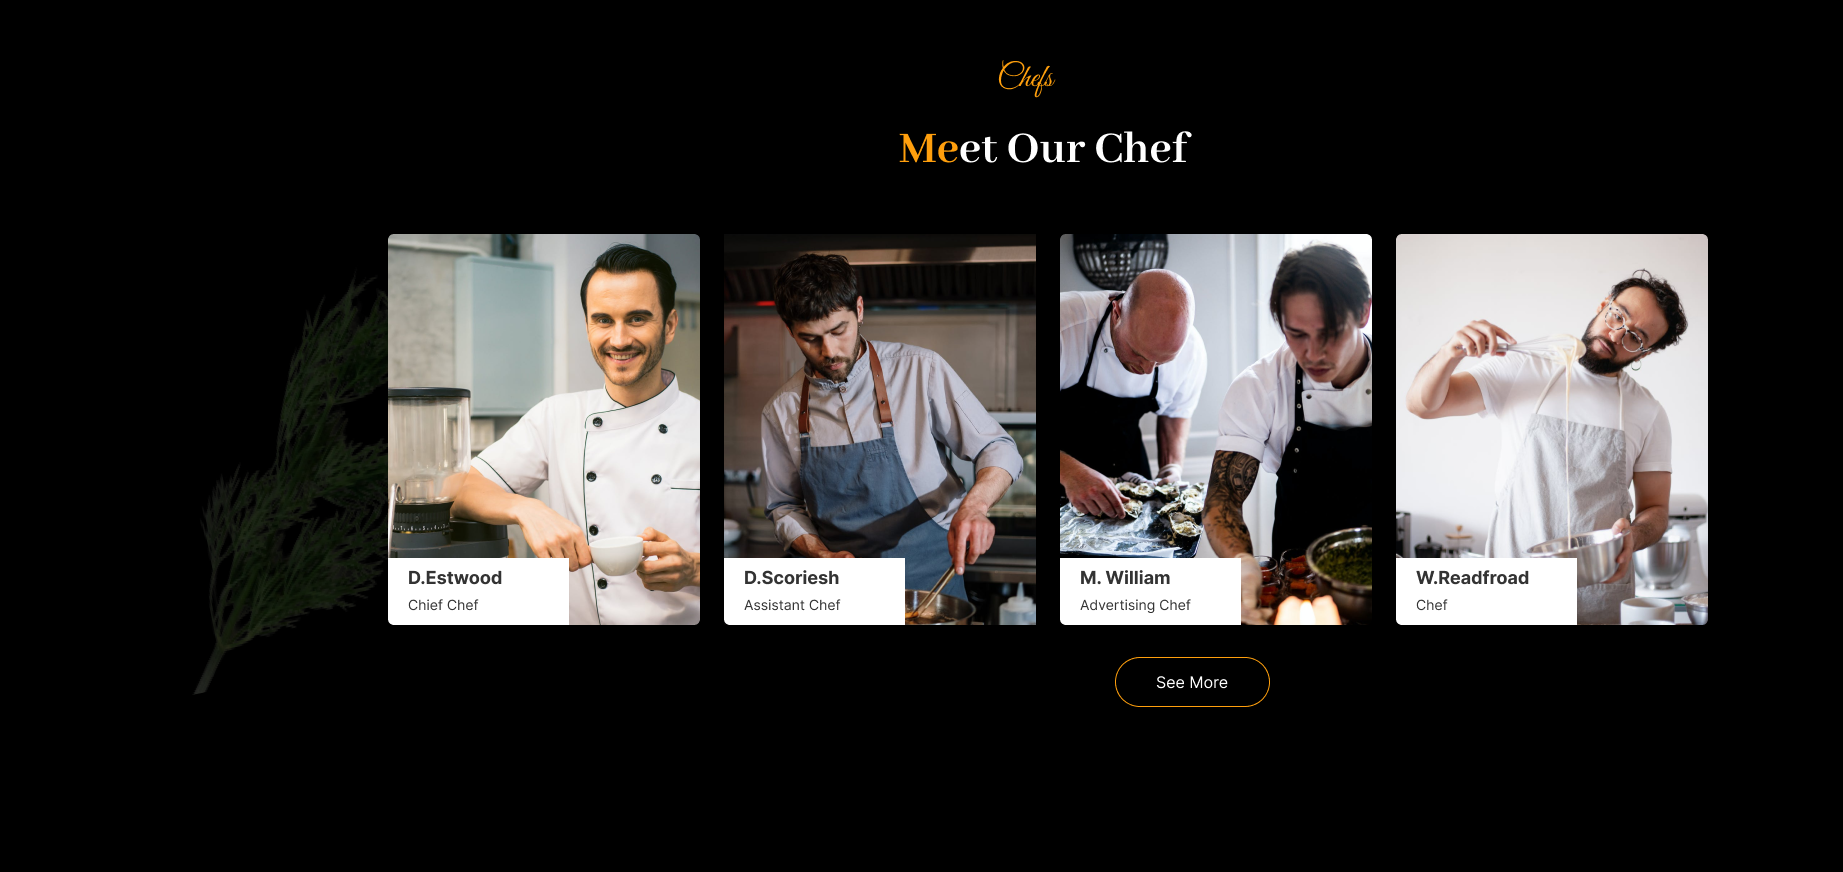 Chefs
Meet Our Chef
D.Estwood
Chief Chef
D.Scoriesh
Assistant Chef
M. William
Advertising Chef
W.Readfroad
Chef
See More